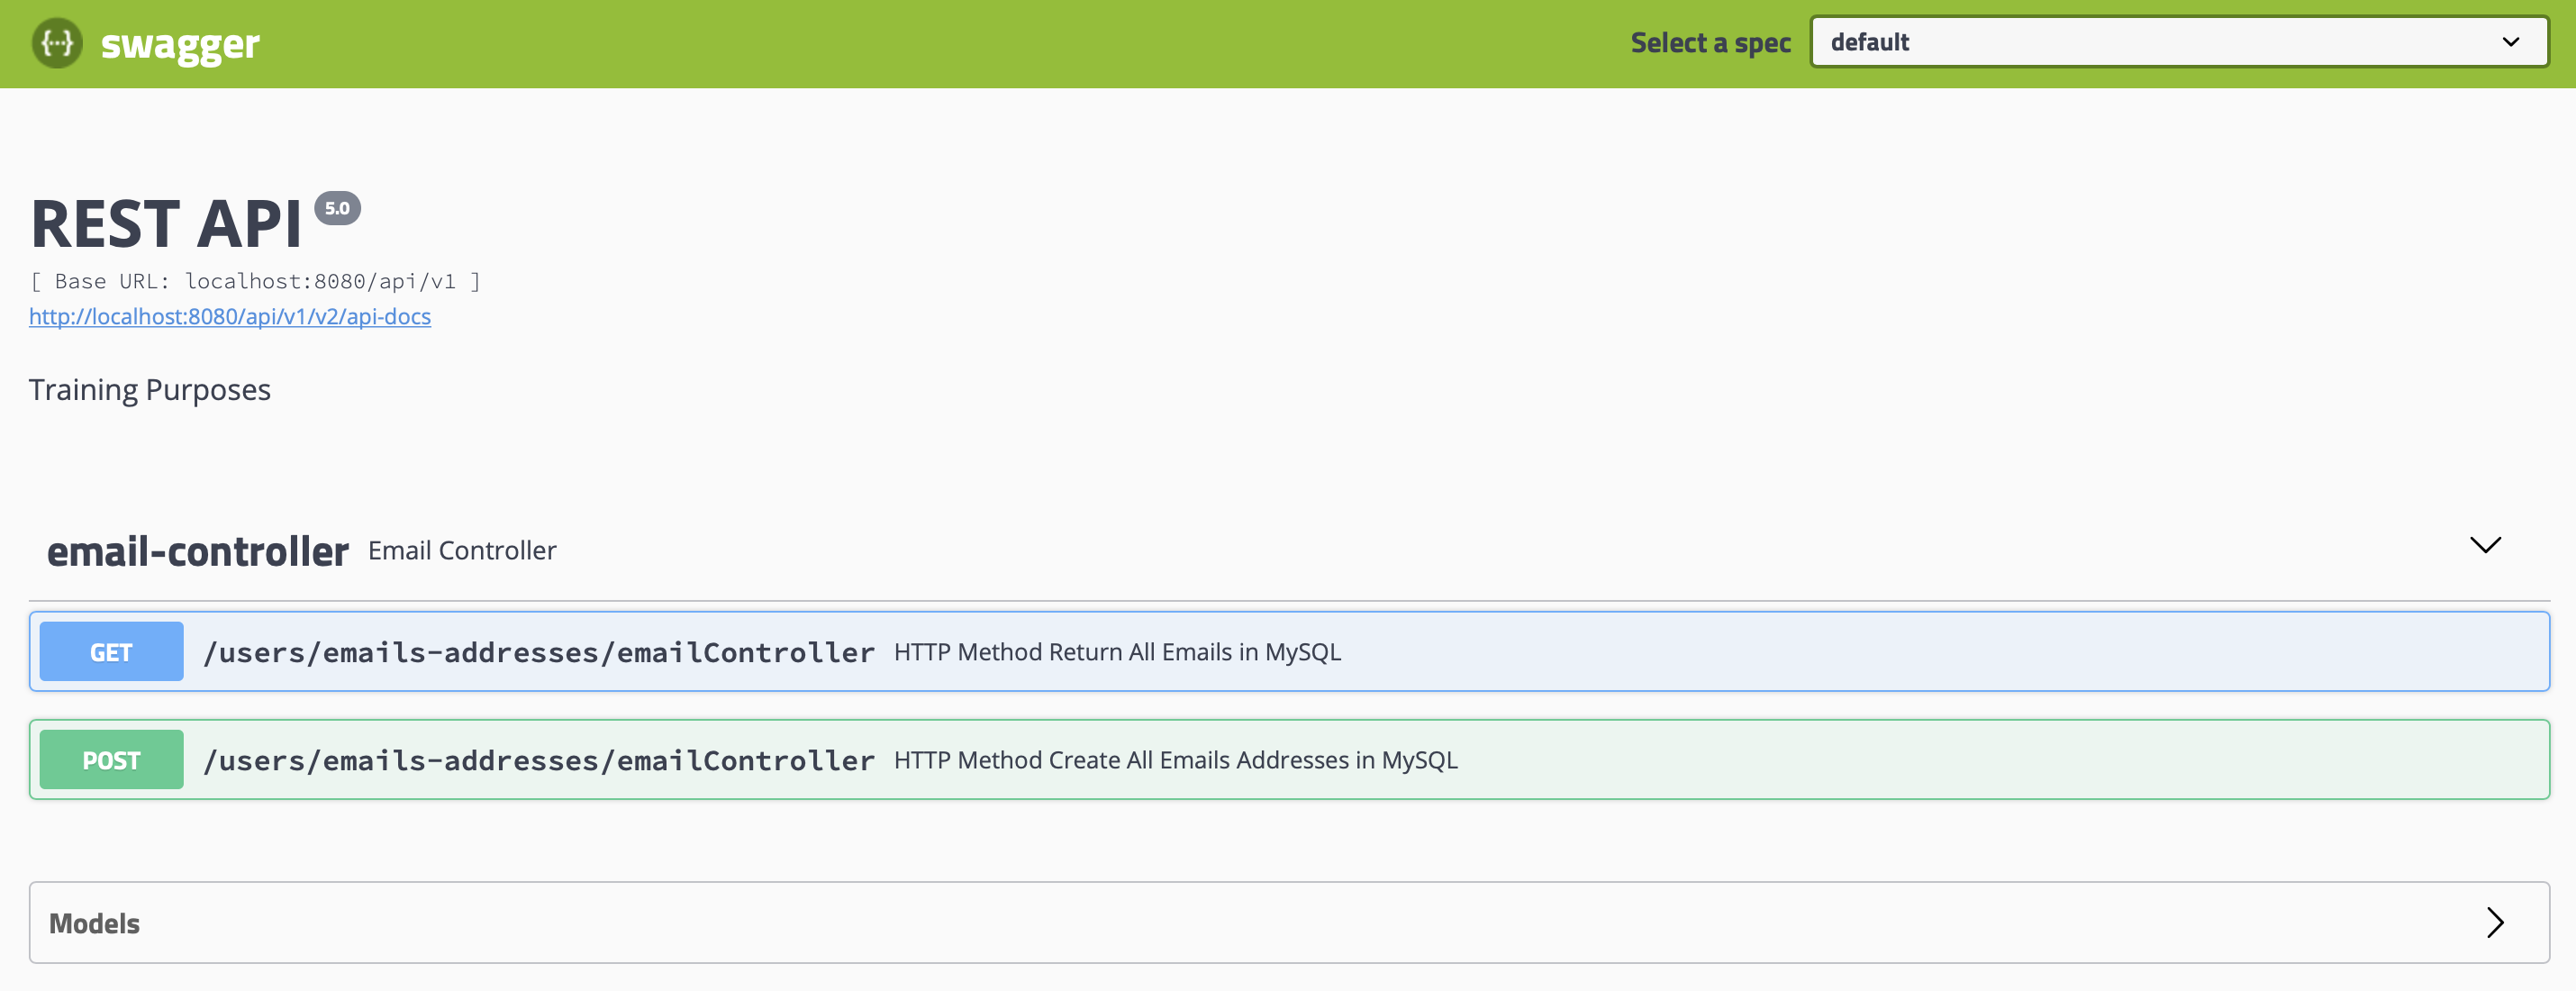 {...} swagger Select a spec default
REST API 5.0
[ Base URL: localhost:8080/api/v1 ]
http://localhost:8080/api/v1/v2/api-docs
Training Purposes
email-controller Email Controller
GET /users/emails-addresses/emailController HTTP Method Return All Emails in MySQL
POST /users/emails-addresses/emailController HTTP Method Create All Emails Addresses in MySQL
Models